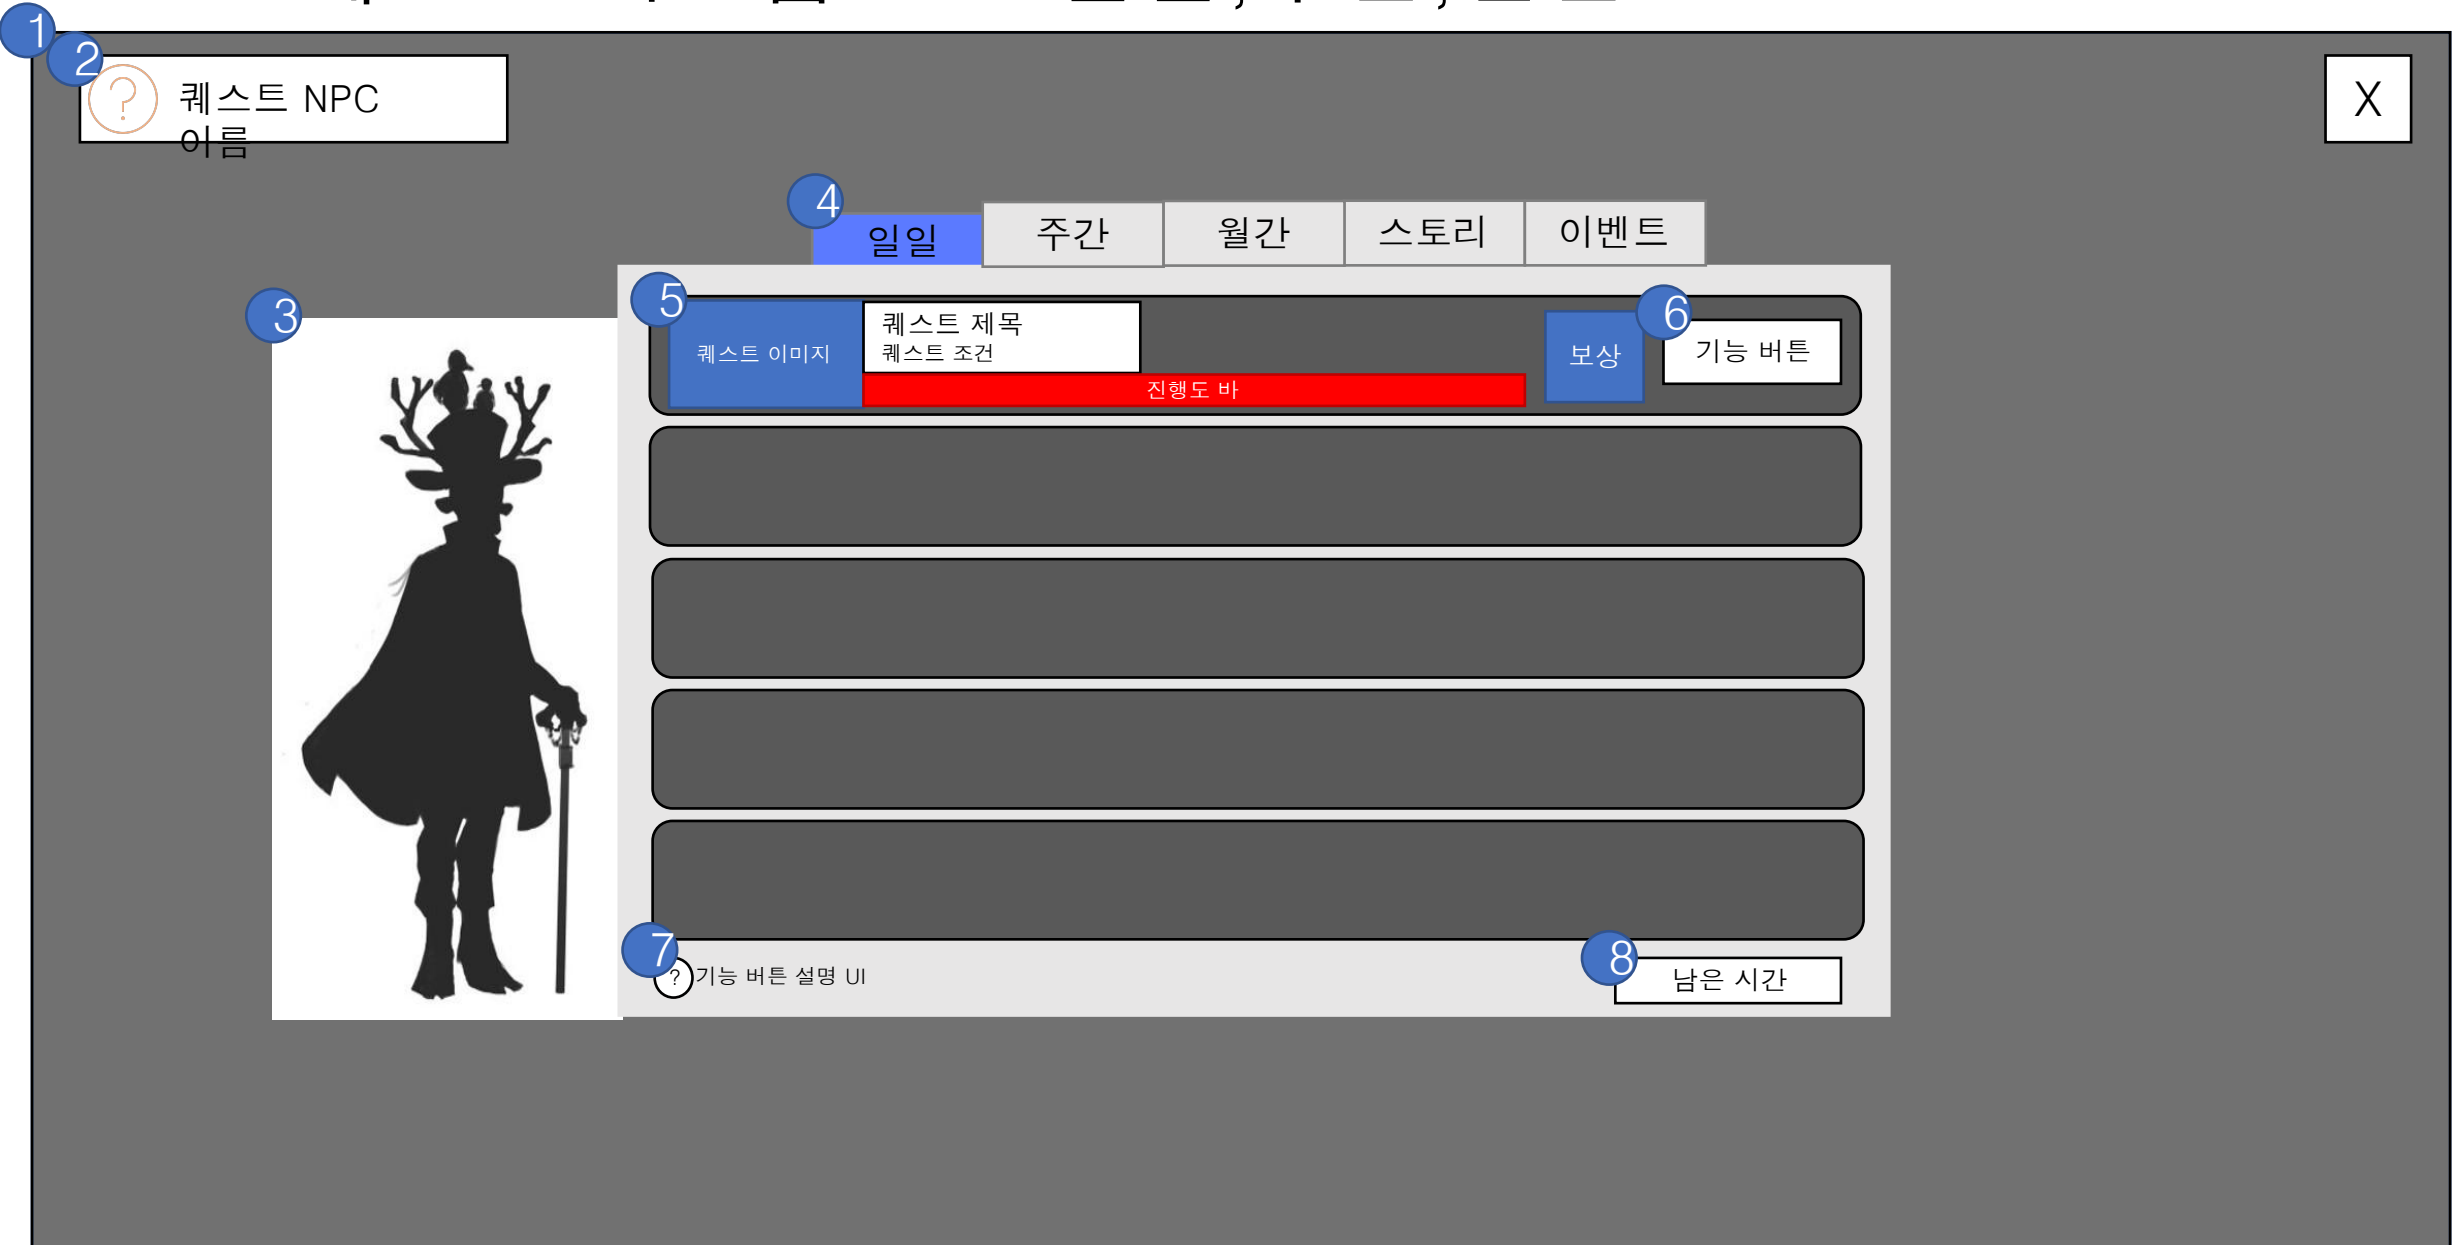 1
2
?
퀘스트 NPC
이름
X
4
일일
주간
월간
스토리
이벤트
3
5
퀘스트 이미지
퀘스트 제목
퀘스트 조건
진행도 바
보상
6
기능 버튼
7
? 기능 버튼 설명 UI
8
남은 시간